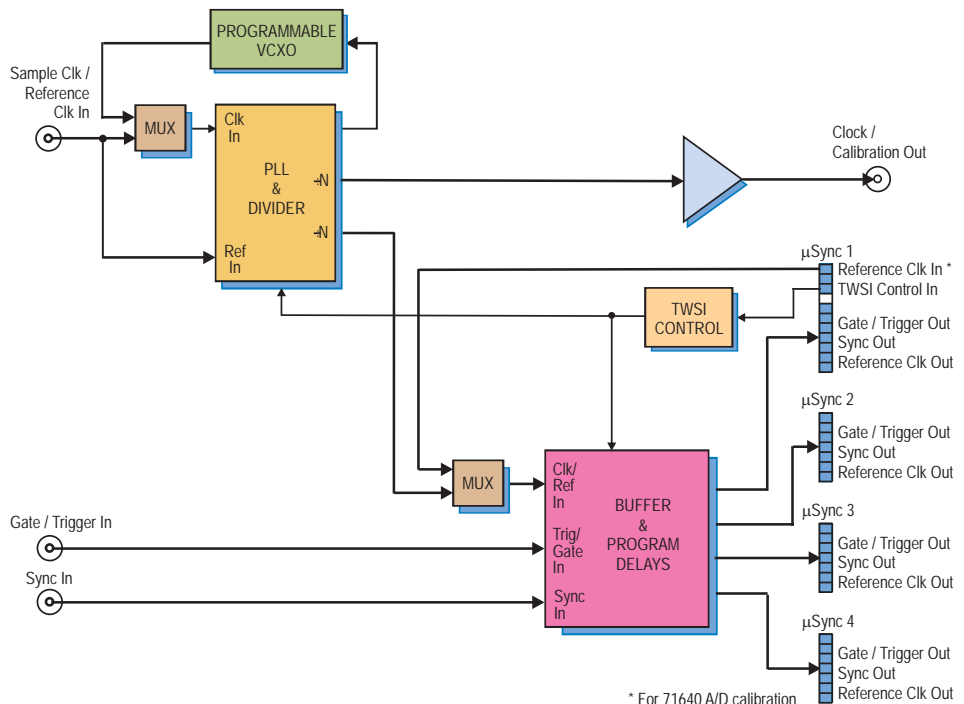 PROGRAMMABLE
VCXO
Sample Clk /
Reference
Clk In
MUX
Clk
In
PLL
&
DIVIDER
÷N
÷N
Ref
In
Clock /
Calibration Out
μSync 1
Reference Clk In *
TWSI Control In
Gate / Trigger Out
Sync Out
Reference Clk Out
TWSI
CONTROL
μSync 2
Gate / Trigger Out
Sync Out
Reference Clk Out
MUX
Clk/
Ref
In
Trig/
Gate
In
Sync
In
BUFFER
&
PROGRAM
DELAYS
Gate / Trigger In
Sync In
μSync 3
Gate / Trigger Out
Sync Out
Reference Clk Out
μSync 4
Gate / Trigger Out
Sync Out
Reference Clk Out
* For 71640 A/D calibration